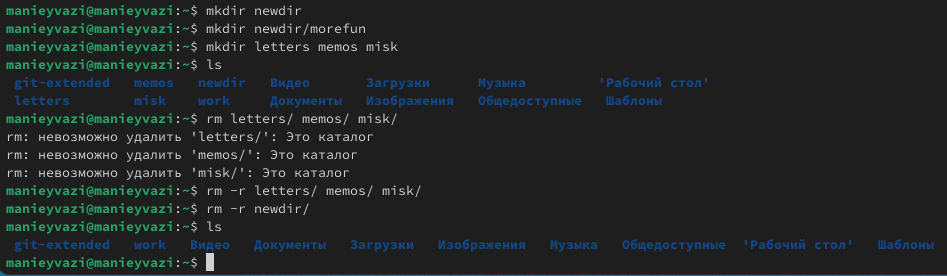 manieyvazi@manieyvazi:~$ mkdir newdir
manieyvazi@manieyvazi:~$ mkdir newdir/morefun
manieyvazi@manieyvazi:~$ mkdir letters memos misk
manieyvazi@manieyvazi:~$ ls
git-extended memos newdir Видео Загрузки Музыка 'Рабочий стол'
letters misk work Документы Изображения Общедоступные Шаблоны
manieyvazi@manieyvazi:~$ rm letters/ memos/ misk/
rm: невозможно удалить 'letters/': Это каталог
rm: невозможно удалить 'memos/': Это каталог
rm: невозможно удалить 'misk/': Это каталог
manieyvazi@manieyvazi:~$ rm -r letters/ memos/ misk/
manieyvazi@manieyvazi:~$ rm -r newdir/
manieyvazi@manieyvazi:~$ ls
git-extended work Видео Документы Загрузки Изображения Музыка Общедоступные 'Рабочий стол' Шаблоны
manieyvazi@manieyvazi:~$